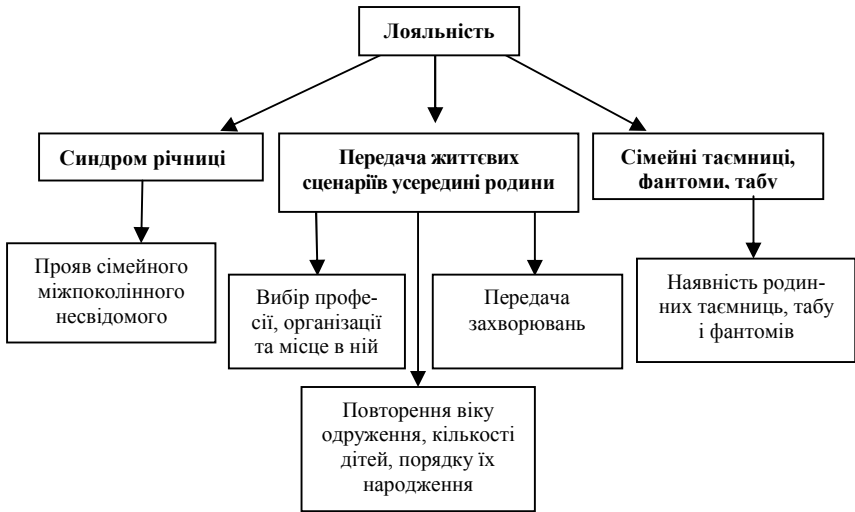 Лояльність
Синдром річниці
Передача життєвих
сценаріїв усередині родини
Сімейні таємниці,
фантоми, табу
Прояв сімейного
міжпоколінного
несвідомого
Вибір профе-
сії, організації
та місце в ній
Передача
захворювань
Наявність родин-
них таємниць, табу
і фантомів
Повторення віку
одруження, кількості
дітей, порядку їх
народження